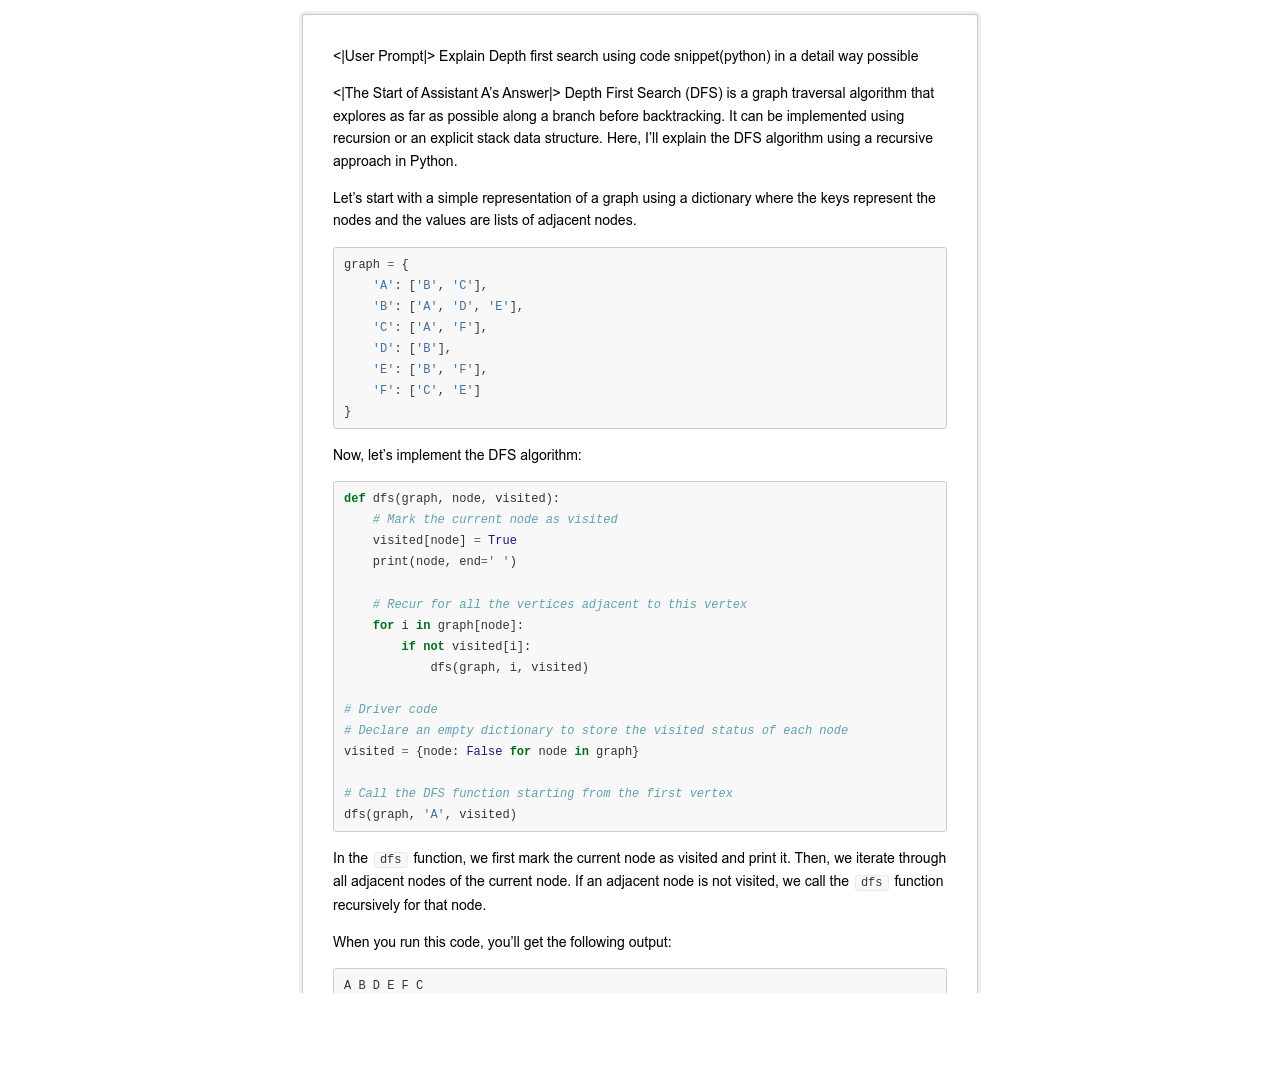 <|User Prompt|> Explain Depth first search using code snippet(python) in a detail way possible
<|The Start of Assistant A’s Answer|> Depth First Search (DFS) is a graph traversal algorithm that
explores as far as possible along a branch before backtracking. It can be implemented using
recursion or an explicit stack data structure. Here, I’ll explain the DFS algorithm using a recursive
approach in Python.
Let’s start with a simple representation of a graph using a dictionary where the keys represent the
nodes and the values are lists of adjacent nodes.
graph = {
    'A': ['B', 'C'],
    'B': ['A', 'D', 'E'],
    'C': ['A', 'F'],
    'D': ['B'],
    'E': ['B', 'F'],
    'F': ['C', 'E']
}
Now, let’s implement the DFS algorithm:
def dfs(graph, node, visited):
    # Mark the current node as visited
    visited[node] = True
    print(node, end=' ')
    # Recur for all the vertices adjacent to this vertex
    for i in graph[node]:
        if not visited[i]:
            dfs(graph, i, visited)
# Driver code
# Declare an empty dictionary to store the visited status of each node
visited = {node: False for node in graph}
# Call the DFS function starting from the first vertex
dfs(graph, 'A', visited)
In the dfs function, we first mark the current node as visited and print it. Then, we iterate through
all adjacent nodes of the current node. If an adjacent node is not visited, we call the dfs function
recursively for that node.
When you run this code, you’ll get the following output:
A B D E F C